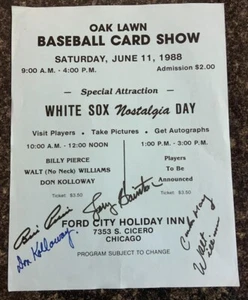 OAK LAWN
BASEBALL CARD SHOW
SATURDAY, JUNE 11, 1988
9:00 A.M. - 4:00 P.M. Admission $2.00
— Special Attraction —
WHITE SOX Nostalgia DAY
Visit Players • Take Pictures • Get Autographs
10:00 A.M. - 12:00 NOON 1:00 P.M. - 3:00 P.M.
BILLY PIERCE Players
WALT (No Neck) WILLIAMS To Be
DON KOLLOWAY Announced
Ticket $3.50 Ticket $3.50
FORD CITY HOLIDAY INN
7353 S. CICERO
CHICAGO
PROGRAM SUBJECT TO CHANGE
Don Kolloway
Walt